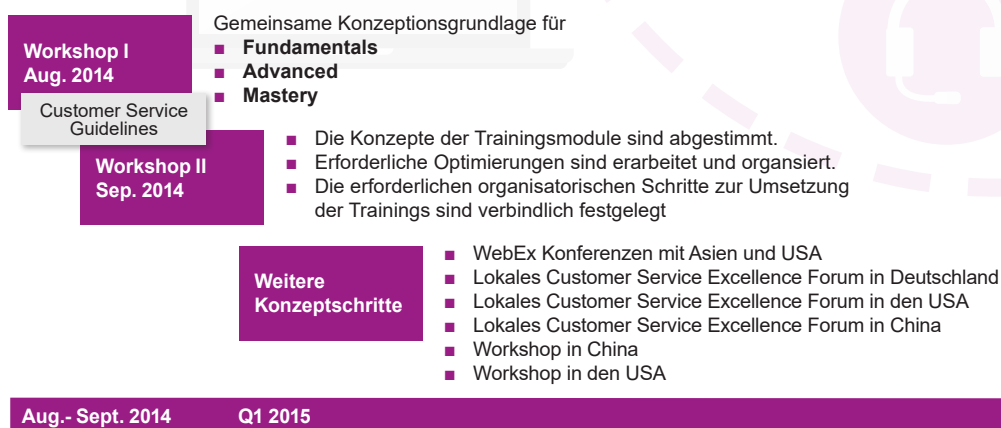 Gemeinsame Konzeptionsgrundlage für
Workshop I
Aug. 2014
■ Fundamentals
■ Advanced
■ Mastery
Customer Service
Guidelines
Workshop II
Sep. 2014
■ Die Konzepte der Trainingsmodule sind abgestimmt.
■ Erforderliche Optimierungen sind erarbeitet und organsiert.
■ Die erforderlichen organisatorischen Schritte zur Umsetzung
der Trainings sind verbindlich festgelegt
Weitere
Konzeptschritte
■ WebEx Konferenzen mit Asien und USA
■ Lokales Customer Service Excellence Forum in Deutschland
■ Lokales Customer Service Excellence Forum in den USA
■ Lokales Customer Service Excellence Forum in China
■ Workshop in China
■ Workshop in den USA
Aug.- Sept. 2014 Q1 2015